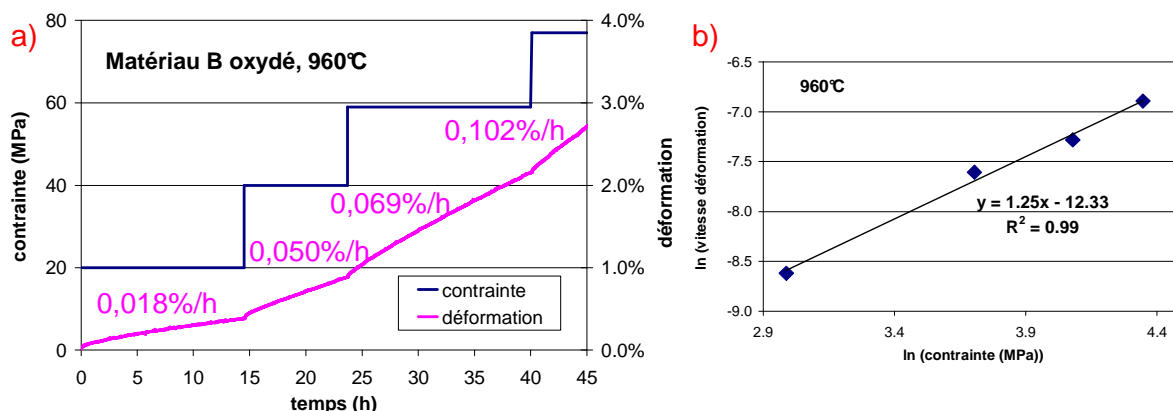 a)
Matériau B oxydé, 960°C
contrainte (MPa)
80
60
40
20
0
4.0%
3.0%
2.0%
1.0%
0.0%
déformation
0,018%/h
0,050%/h
0,069%/h
0,102%/h
contrainte
déformation
0 5 10 15 20 25 30 35 40 45
temps (h)
b)
960°C
ln (vitesse déformation)
-6.5
-7.0
-7.5
-8.0
-8.5
-9.0
y = 1.25x - 12.33
R² = 0.99
2.9 3.4 3.9 4.4
ln (contrainte (MPa))